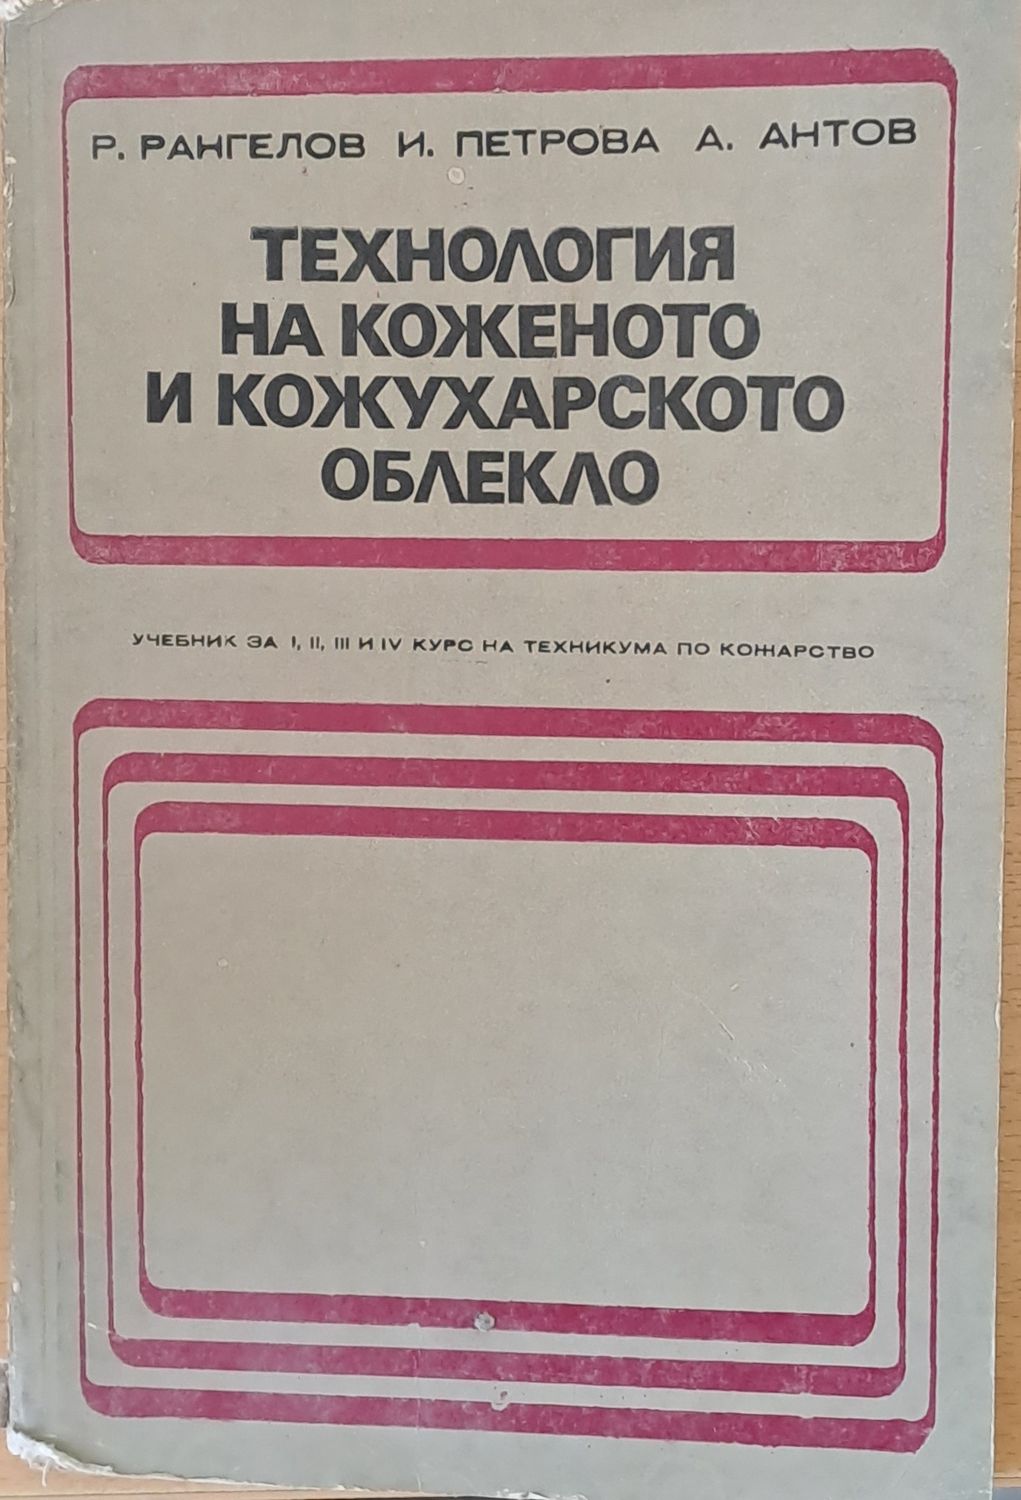 Р. РАНГЕЛОВ И. ПЕТРОВА А. АНТОВ
ТЕХНОЛОГИЯ
НА КОЖЕНОТО
И КОЖУХАРСКОТО
ОБЛЕКЛО
УЧЕБНИК ЗА I, II, III И IV КУРС НА ТЕХНИКУМА ПО КОЖАРСТВО